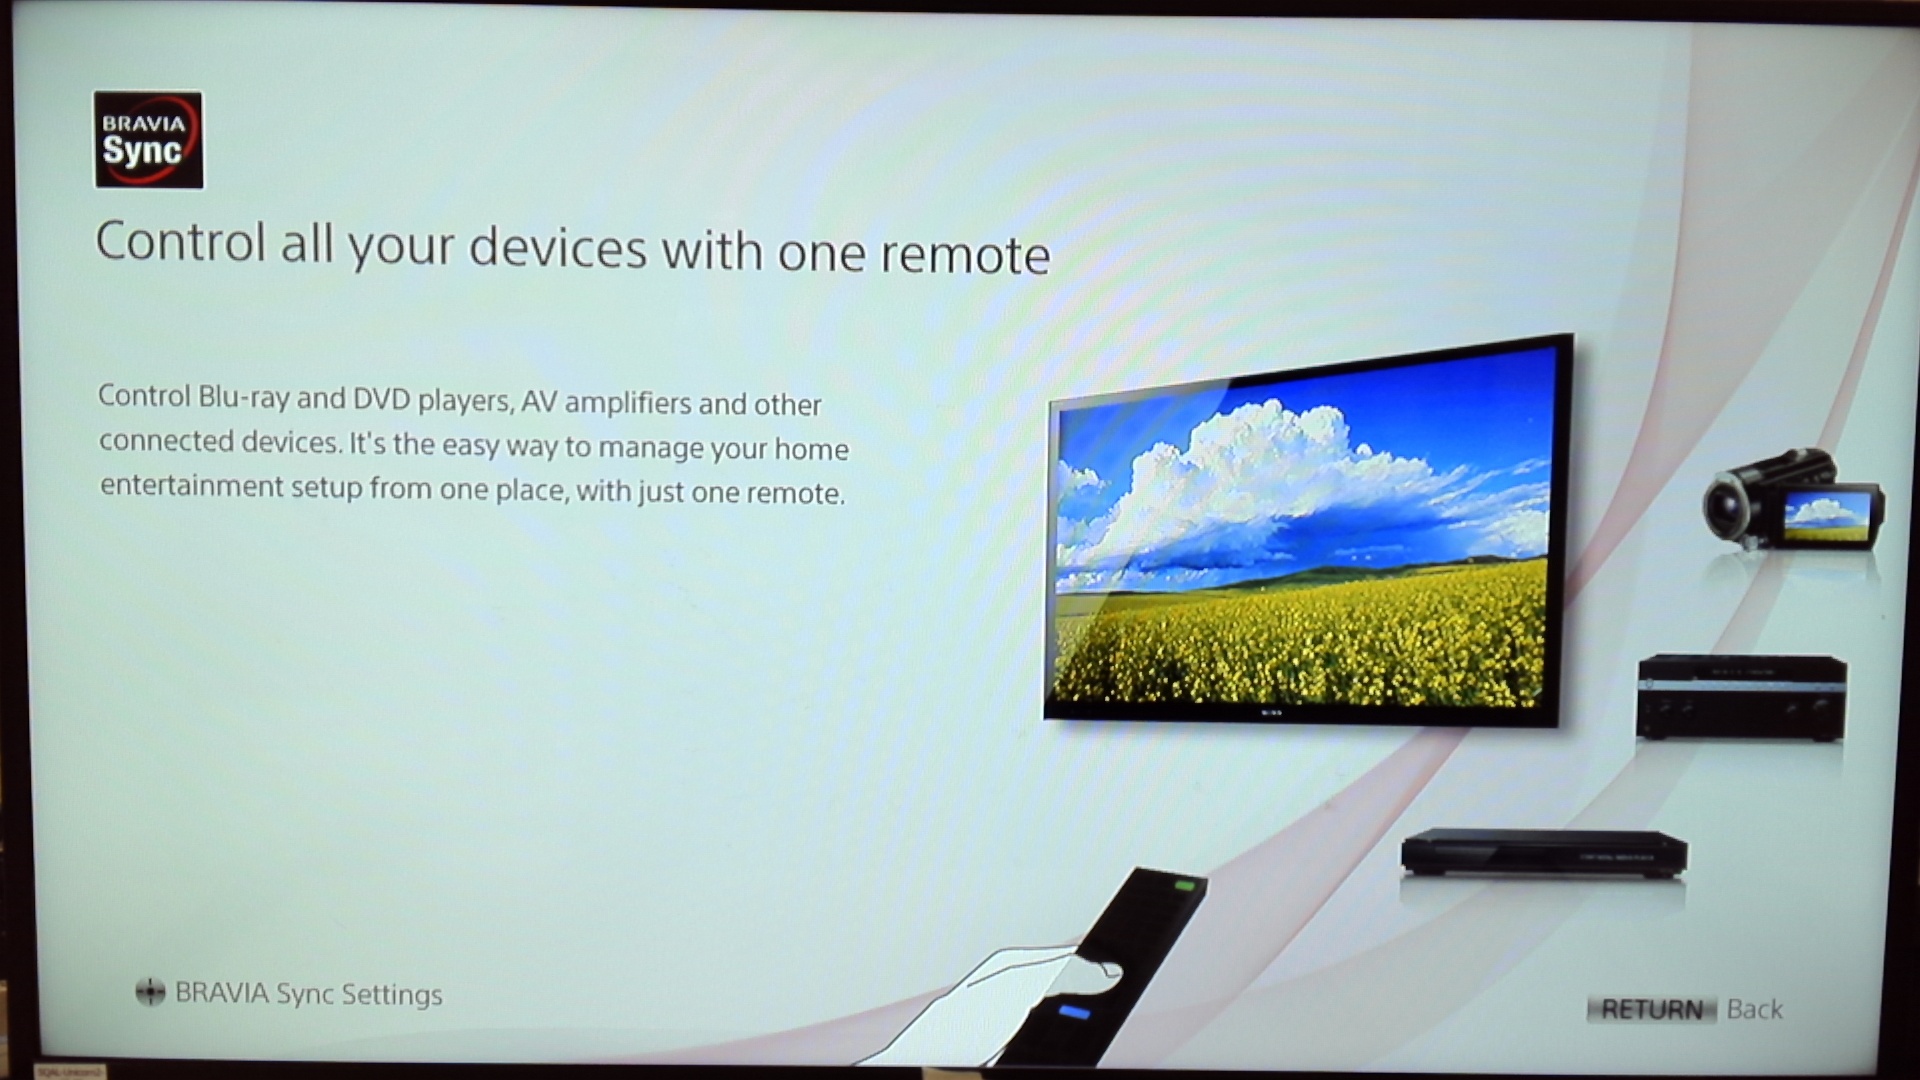 BRAVIA
Sync
Control all your devices with one remote
Control Blu-ray and DVD players, AV amplifiers and other
connected devices. It's the easy way to manage your home
entertainment setup from one place, with just one remote.
SONY
BRAVIA Sync Settings
RETURN Back